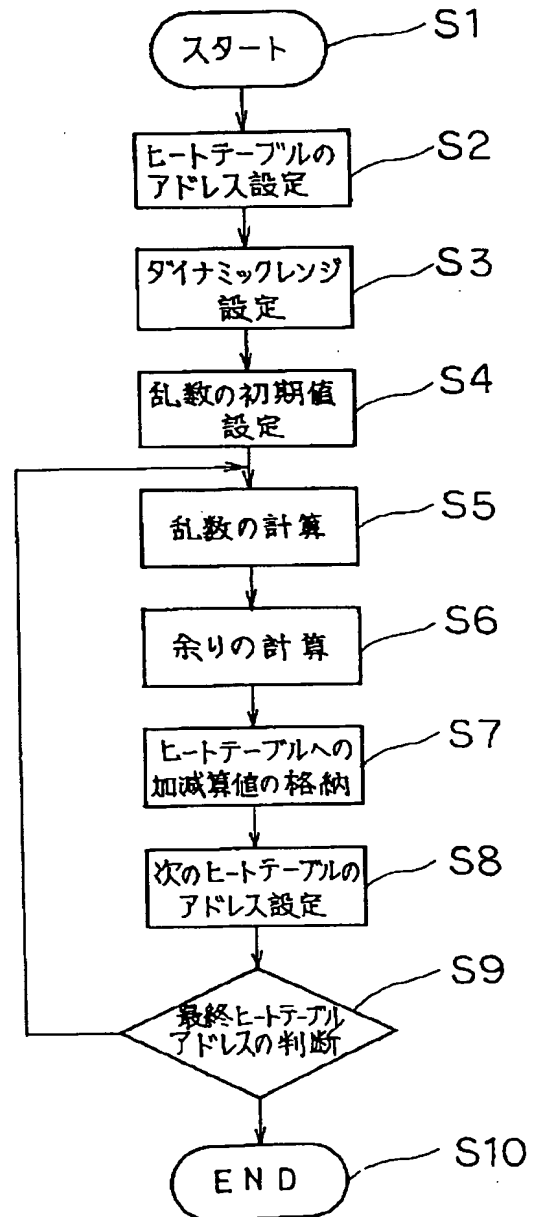 スタート
S1
ヒートテーブルの
アドレス設定
S2
ダイナミックレンジ
設定
S3
乱数の初期値
設定
S4
乱数の計算
S5
余りの計算
S6
ヒートテーブルへの
加減算値の格納
S7
次のヒートテーブルの
アドレス設定
S8
最終ヒートテーブル
アドレスの判断
S9
END
S10